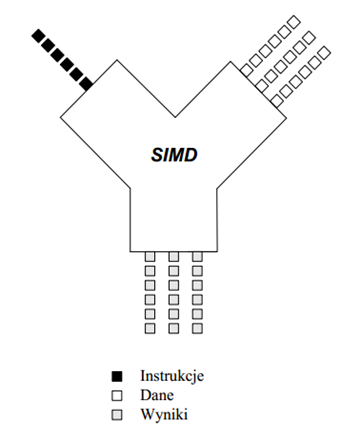 SIMD
Instrukcje
Dane
Wyniki